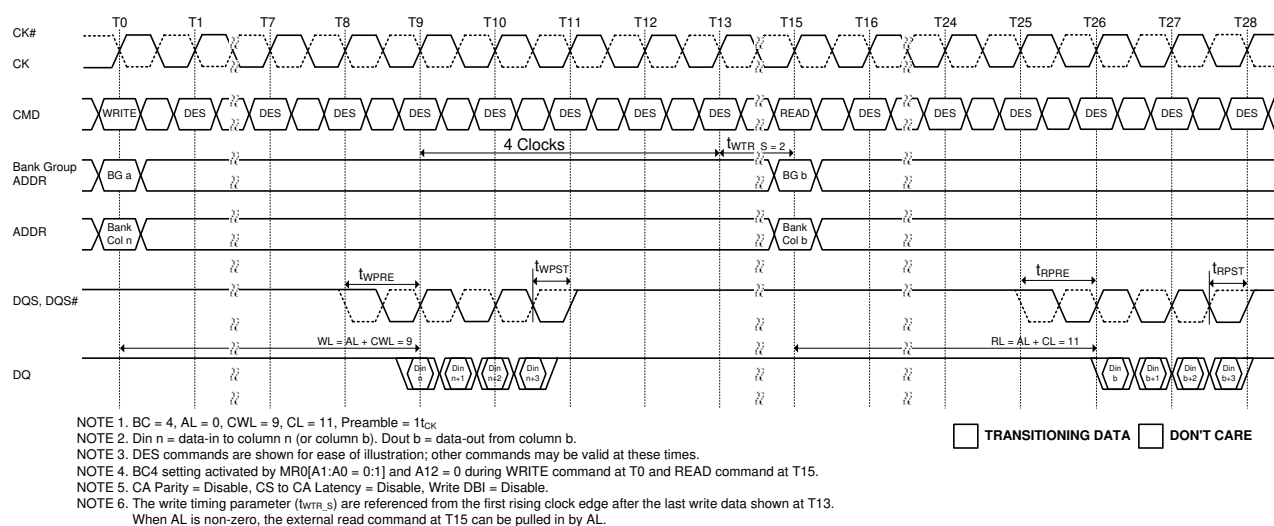 T0 T1 T7 T8 T9 T10 T11 T12 T13 T15 T16 T24 T25 T26 T27 T28
CK#
CK
CMD WRITE DES DES DES DES DES DES DES DES READ DES DES DES DES DES DES
4 Clocks tWTR_S = 2
Bank Group
ADDR
BG a BG b
ADDR
Bank
Col n
Bank
Col b
tWPRE tWPST tRPRE tRPST
DQS, DQS#
WL = AL + CWL = 9 RL = AL + CL = 11
DQ
Din
n
Din
n+1
Din
n+2
Din
n+3
Din
b
Din
b+1
Din
b+2
Din
b+3
NOTE 1. BC = 4, AL = 0, CWL = 9, CL = 11, Preamble = 1tCK
NOTE 2. Din n = data-in to column n (or column b). Dout b = data-out from column b.
NOTE 3. DES commands are shown for ease of illustration; other commands may be valid at these times.
NOTE 4. BC4 setting activated by MR0[A1:A0 = 0:1] and A12 = 0 during WRITE command at T0 and READ command at T15.
NOTE 5. CA Parity = Disable, CS to CA Latency = Disable, Write DBI = Disable.
NOTE 6. The write timing parameter (tWTR_S) are referenced from the first rising clock edge after the last write data shown at T13.
When AL is non-zero, the external read command at T15 can be pulled in by AL.
TRANSITIONING DATA DON'T CARE